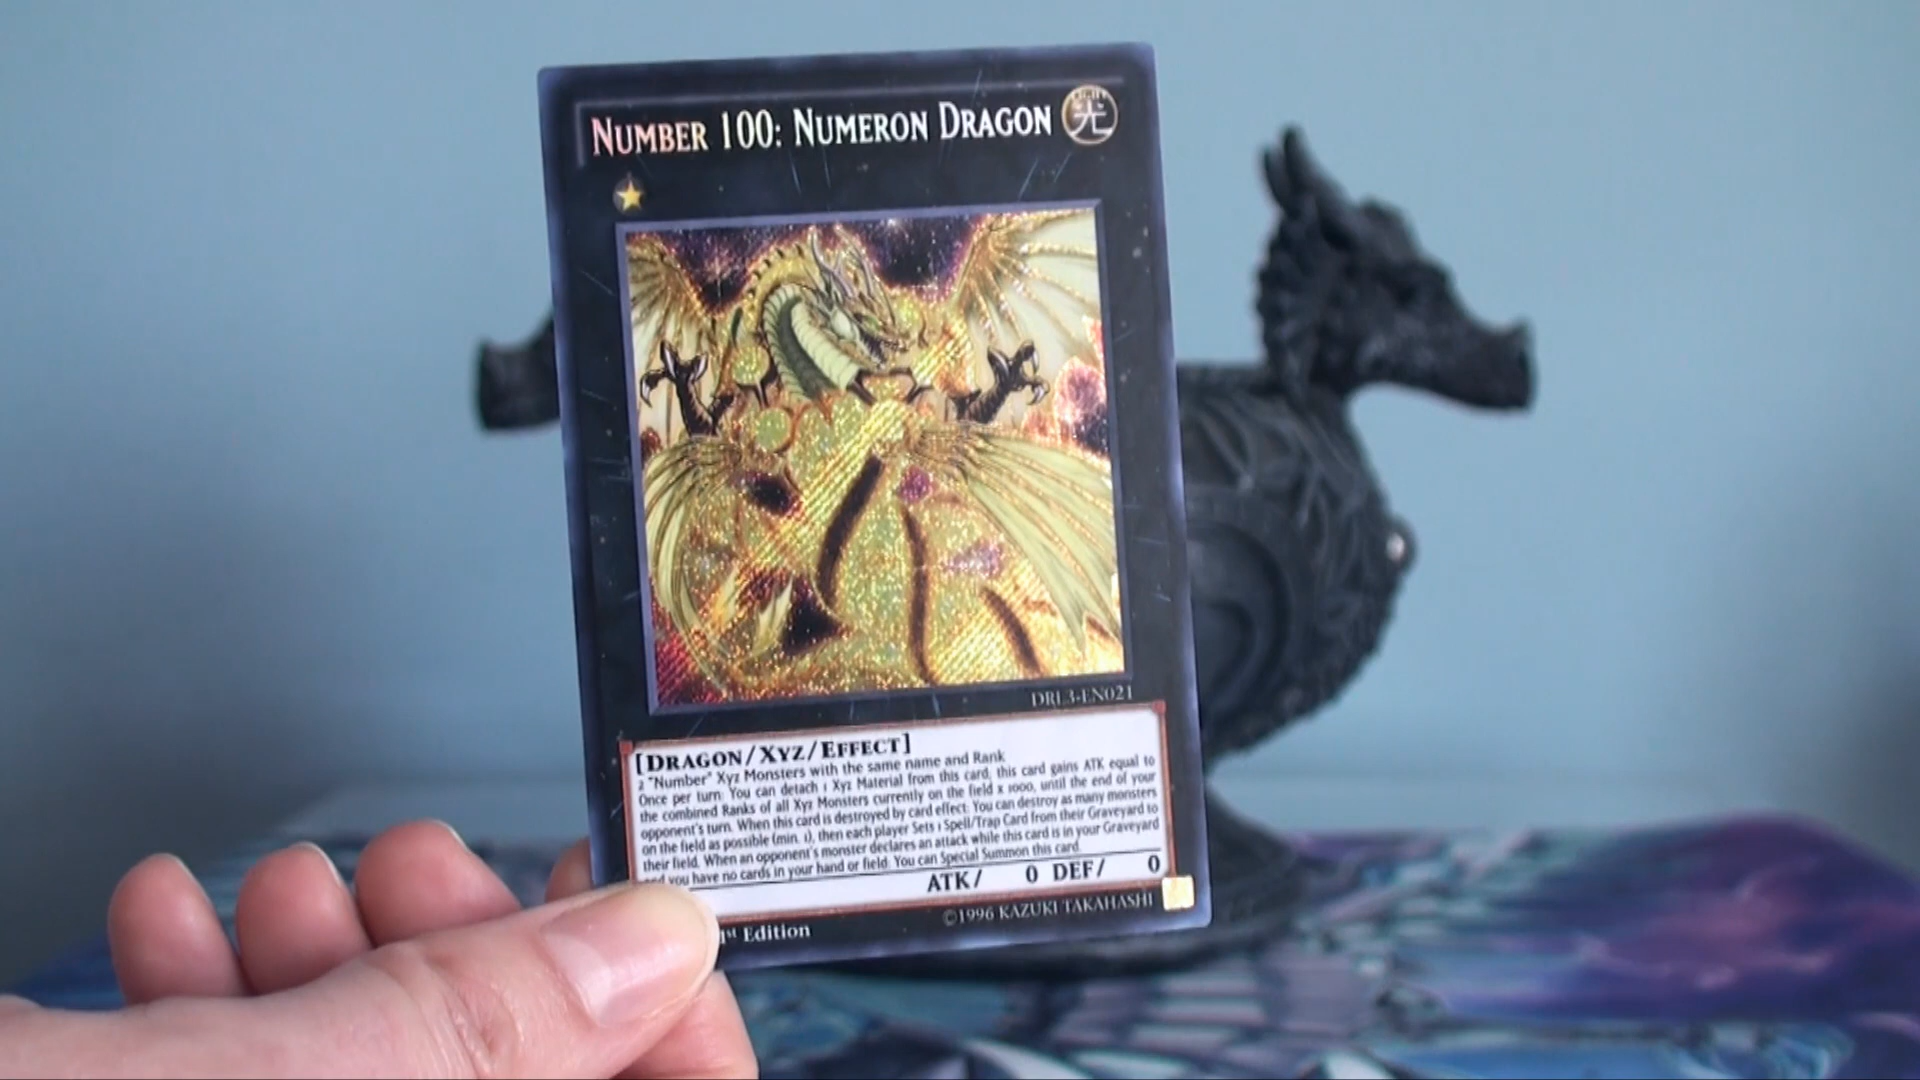 NUMBER 100: NUMERON DRAGON
LIGHT
光
DRL3-EN021
[DRAGON/XYZ/EFFECT]
2 "Number" Xyz Monsters with the same name and Rank
Once per turn: You can detach 1 Xyz Material from this card; this card gains ATK equal to
the combined Ranks of all Xyz Monsters currently on the field x 1000, until the end of your
opponent's turn. When this card is destroyed by card effect: You can destroy as many monsters
on the field as possible (min. 1), then each player Sets 1 Spell/Trap Card from their Graveyard to
their field. When an opponent's monster declares an attack while this card is in your Graveyard
and you have no cards in your hand or field: You can Special Summon this card.
ATK/ 0 DEF/ 0
1st Edition
©1996 KAZUKI TAKAHASHI